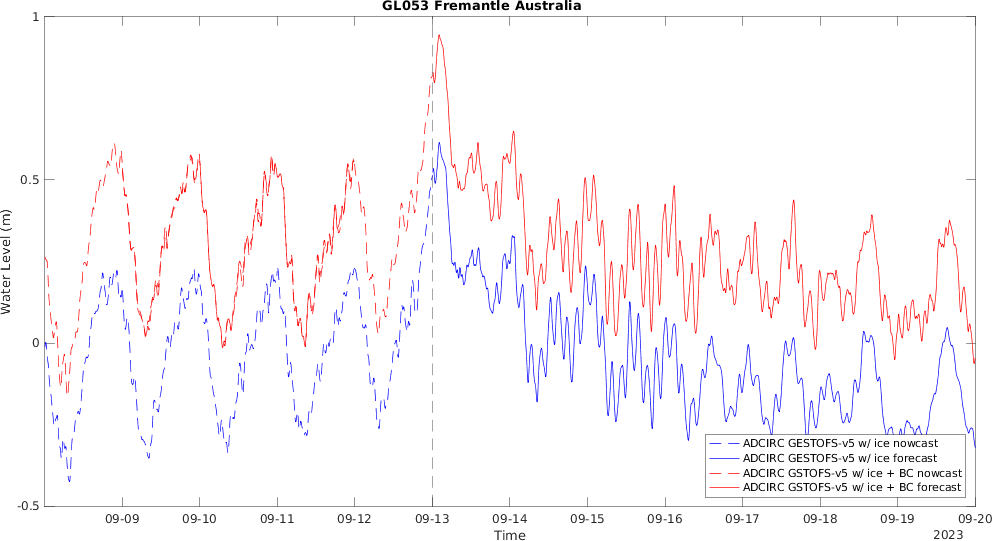 GL053 Fremantle Australia
1
0.5
0
-0.5
Water Level (m)
09-09
09-10
09-11
09-12
09-13
09-14
09-15
09-16
09-17
09-18
09-19
09-20
Time
2023
ADCIRC GESTOFS-v5 w/ ice nowcast
ADCIRC GESTOFS-v5 w/ ice forecast
ADCIRC GSTOFS-v5 w/ ice + BC nowcast
ADCIRC GSTOFS-v5 w/ ice + BC forecast